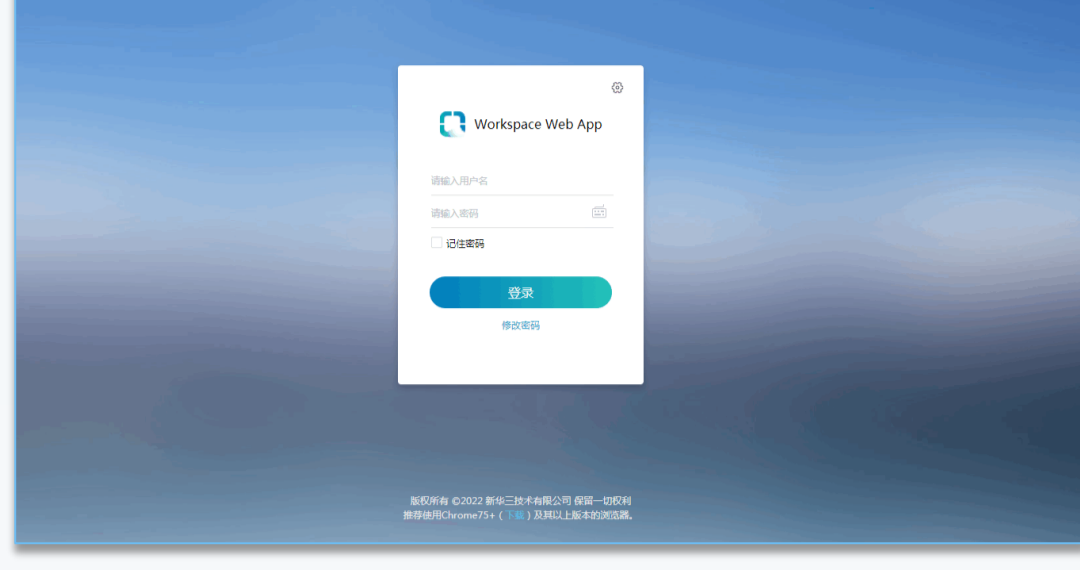 Workspace Web App
请输入用户名
请输入密码
记住密码
登录
修改密码
版权所有 ©2022 新华三技术有限公司 保留一切权利
推荐使用Chrome75+ ( 下载 ) 及其以上版本的浏览器。